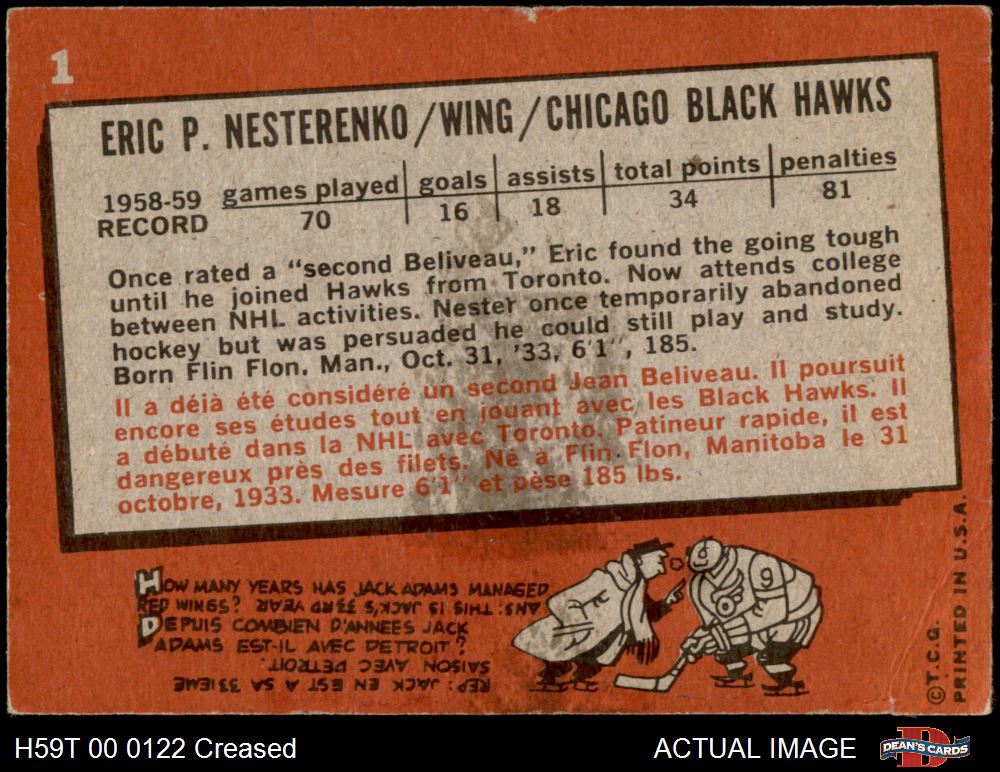 1
ERIC P. NESTERENKO/WING/CHICAGO BLACK HAWKS
1958-59 RECORD games played goals assists total points penalties
70 16 18 34 81
Once rated a “second Beliveau,” Eric found the going tough
until he joined Hawks from Toronto. Now attends college
between NHL activities. Nester once temporarily abandoned
hockey but was persuaded he could still play and study.
Born Flin Flon, Man., Oct. 31, '33, 6'1", 185.
Il a déjà été considéré un second Jean Beliveau. Il poursuit
encore ses études tout en jouant avec les Black Hawks. Il
a débuté dans la NHL avec Toronto. Patineur rapide, il est
dangereux près des filets. Né à Flin Flon, Manitoba le 31
octobre, 1933. Mesure 6'1" et pèse 185 lbs.
HOW MANY YEARS HAS JACK ADAMS MANAGED
RED WINGS?
ANS: THIS IS JACK'S 33RD YEAR.
DEPUIS COMBIEN D'ANNEES JACK
ADAMS EST-IL AVEC DETROIT?
REP: JACK EN EST A SA 33IEME
SAISON AVEC DETROIT.
9
©T.C.G.
PRINTED IN U.S.A.
H59T 00 0122 Creased
ACTUAL IMAGE
DEAN'S CARDS